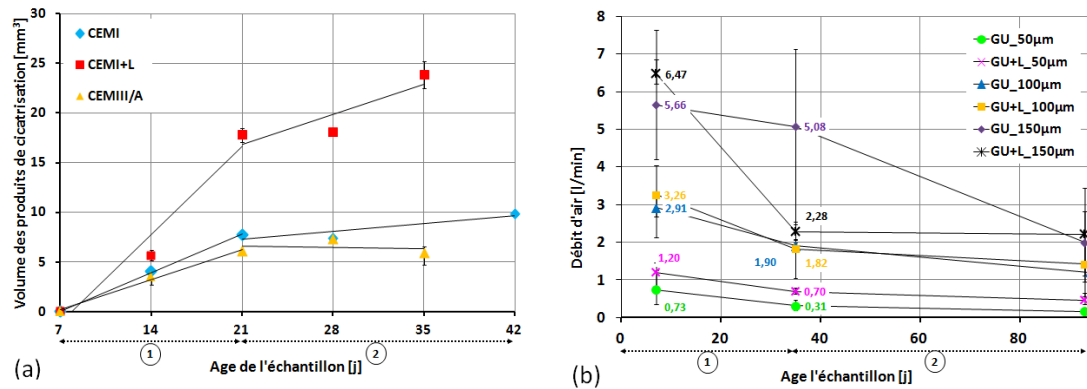 30
25
20
15
10
5
0
Volume des produits de cicatrisation [mm³]
CEMI
CEMI+L
CEMIII/A
7 14 21 28 35 42
1 2
Age de l'échantillon [j]
(a)
8
7
6
5
4
3
2
1
0
Débit d'air [l/min]
GU_50µm
GU+L_50µm
GU_100µm
GU+L_100µm
GU_150µm
GU+L_150µm
6,47
5,66
5,08
3,26
2,91
2,28
1,90
1,82
1,20
0,70
0,73
0,31
0 20 40 60 80
1 2
Age l'échantillon [j]
(b)